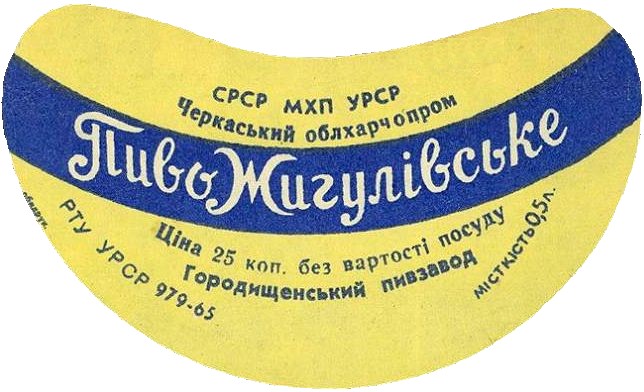 СРСР МХП УРСР
Черкаський облхарчопром
Пиво Жигулівське
Ціна 25 коп. без вартості посуду
Городищенський пивзавод
РТУ УРСР 979-65
місткість 0,5л.